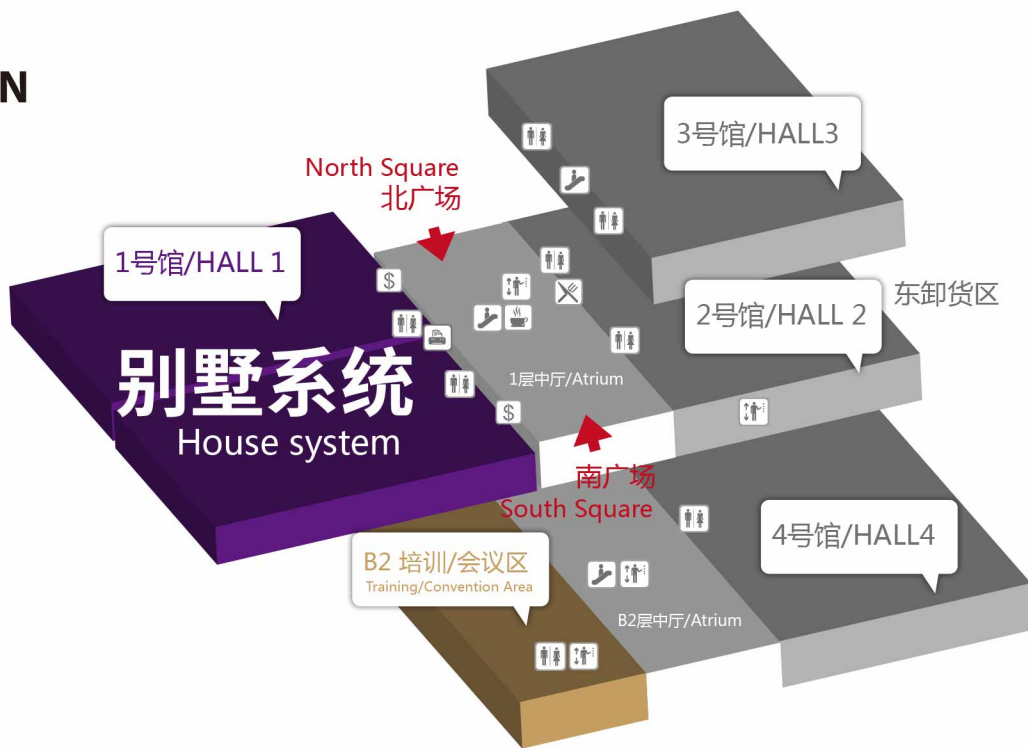 N
3号馆/HALL3
North Square
北广场
1号馆/HALL 1
$
2号馆/HALL 2
东卸货区
别墅系统
House system
1层中厅/Atrium
$
南广场
South Square
4号馆/HALL4
B2 培训/会议区
Training/Convention Area
B2层中厅/Atrium